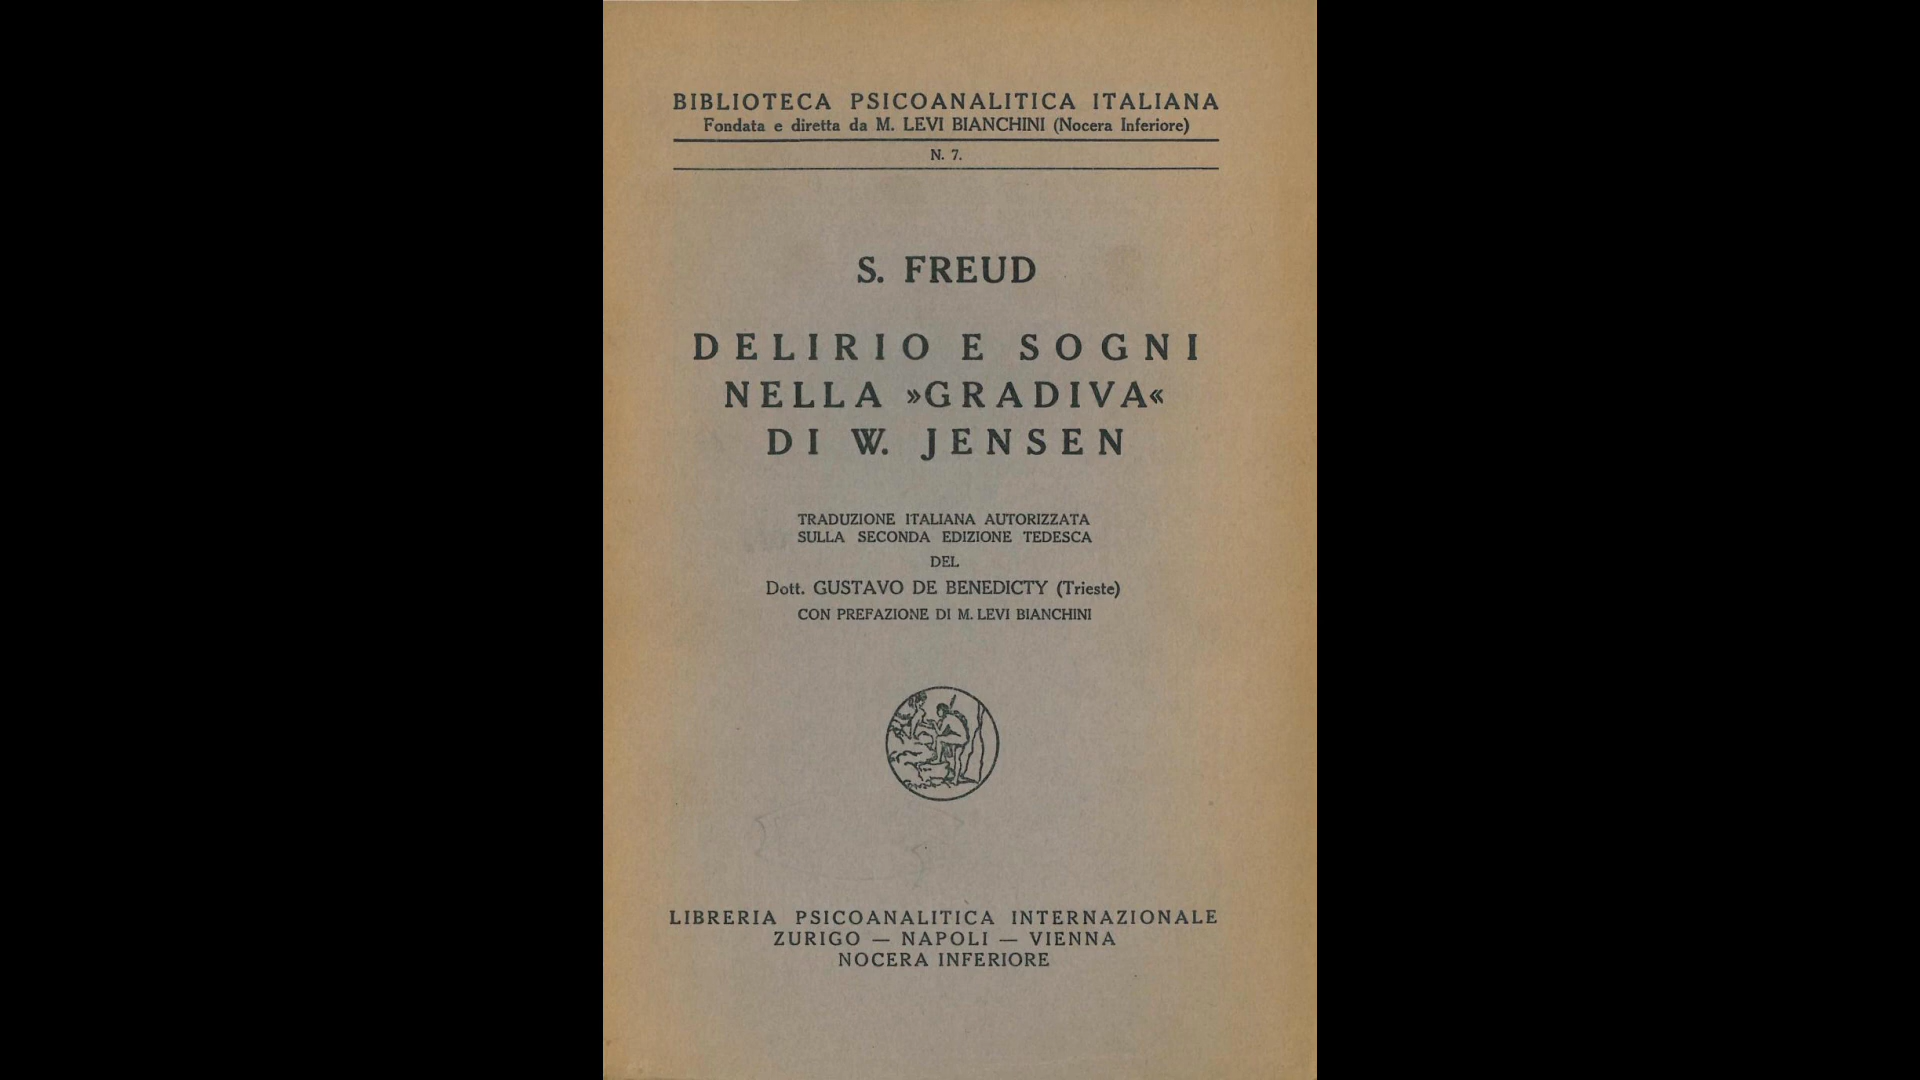 BIBLIOTECA PSICOANALITICA ITALIANA
Fondata e diretta da M. LEVI BIANCHINI (Nocera Inferiore)
N. 7.
S. FREUD
DELIRIO E SOGNI
NELLA »GRADIVA«
DI W. JENSEN
TRADUZIONE ITALIANA AUTORIZZATA
SULLA SECONDA EDIZIONE TEDESCA
DEL
Dott. GUSTAVO DE BENEDICTY (Trieste)
CON PREFAZIONE DI M. LEVI BIANCHINI
LIBRERIA PSICOANALITICA INTERNAZIONALE
ZURIGO — NAPOLI — VIENNA
NOCERA INFERIORE